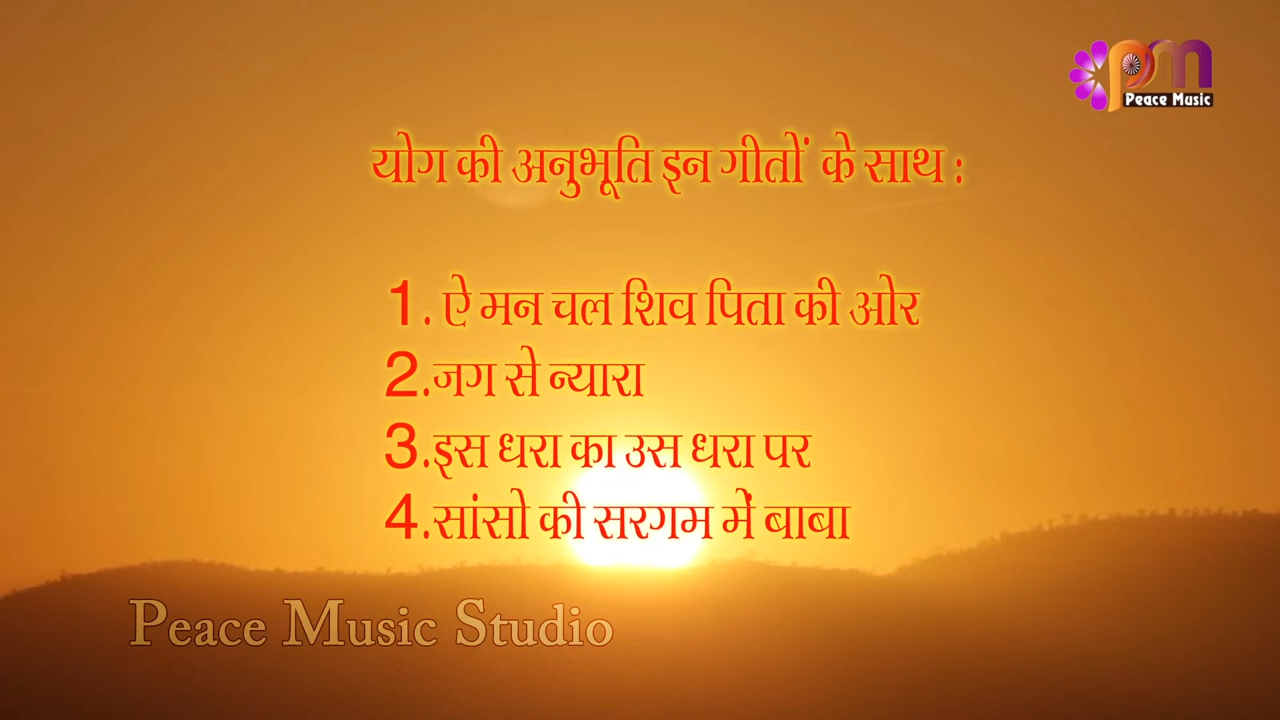 pm
Peace Music
योग की अनुभूति इन गीतों के साथ :
1. ऐ मन चल शिव पिता की ओर
2.जग से न्यारा
3.इस धरा का उस धरा पर
4.सांसो की सरगम में बाबा
Peace Music Studio